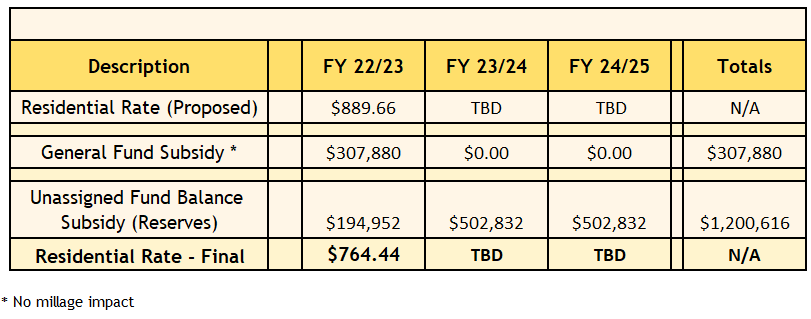 Description FY 22/23 FY 23/24 FY 24/25 Totals
Residential Rate (Proposed) $889.66 TBD TBD N/A
General Fund Subsidy * $307,880 $0.00 $0.00 $307,880
Unassigned Fund Balance
Subsidy (Reserves) $194,952 $502,832 $502,832 $1,200,616
Residential Rate - Final $764.44 TBD TBD N/A
* No millage impact